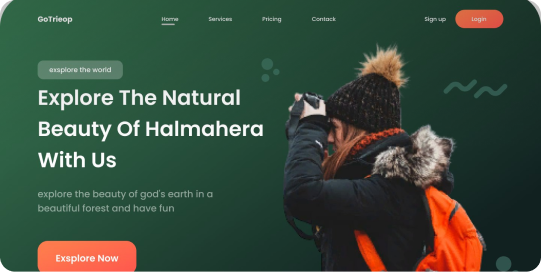 GoTrieop
Home Services Pricing Contack
Sign up Login
exsplore the world
Explore The Natural
Beauty Of Halmahera
With Us
explore the beauty of god's earth in a
beautiful forest and have fun
Exsplore Now